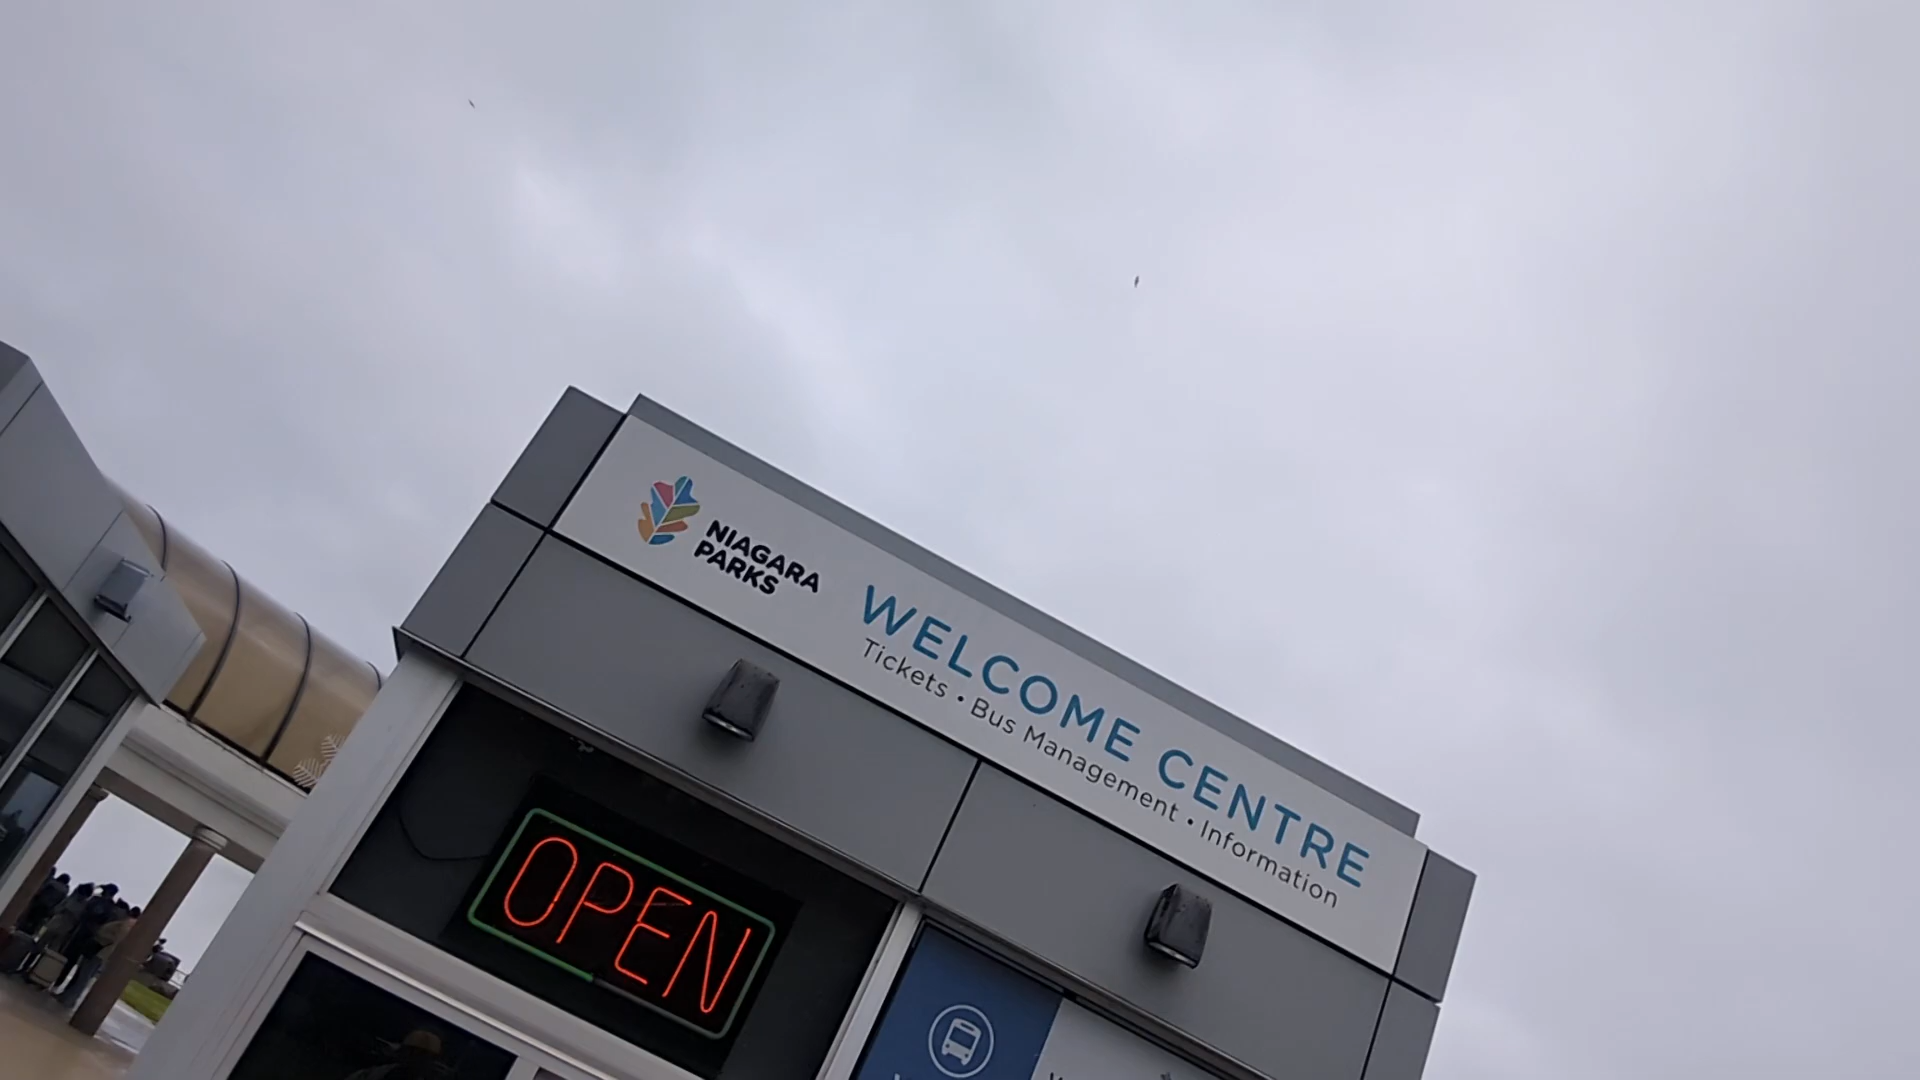 NIAGARA
PARKS
WELCOME CENTRE
Tickets • Bus Management • Information
OPEN